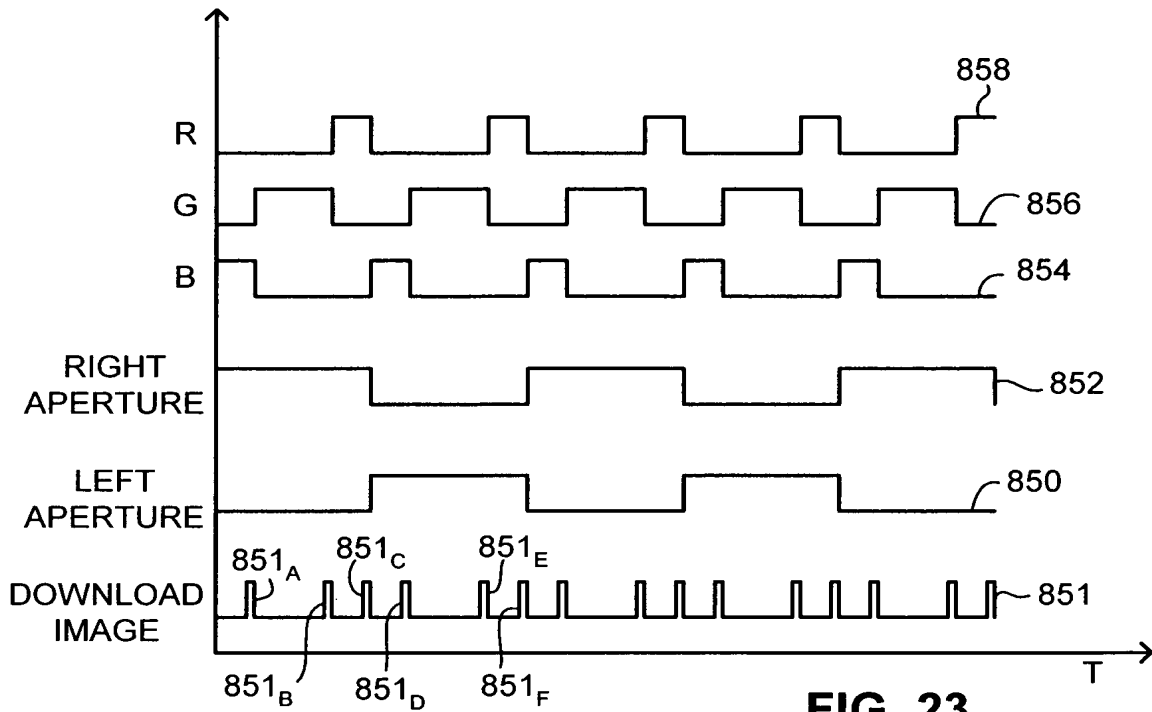 858
R
G
856
B
854
RIGHT
APERTURE
852
LEFT
APERTURE
850
851A
851C
851E
DOWNLOAD
IMAGE
851
851B
851D
851F
T
FIG. 23